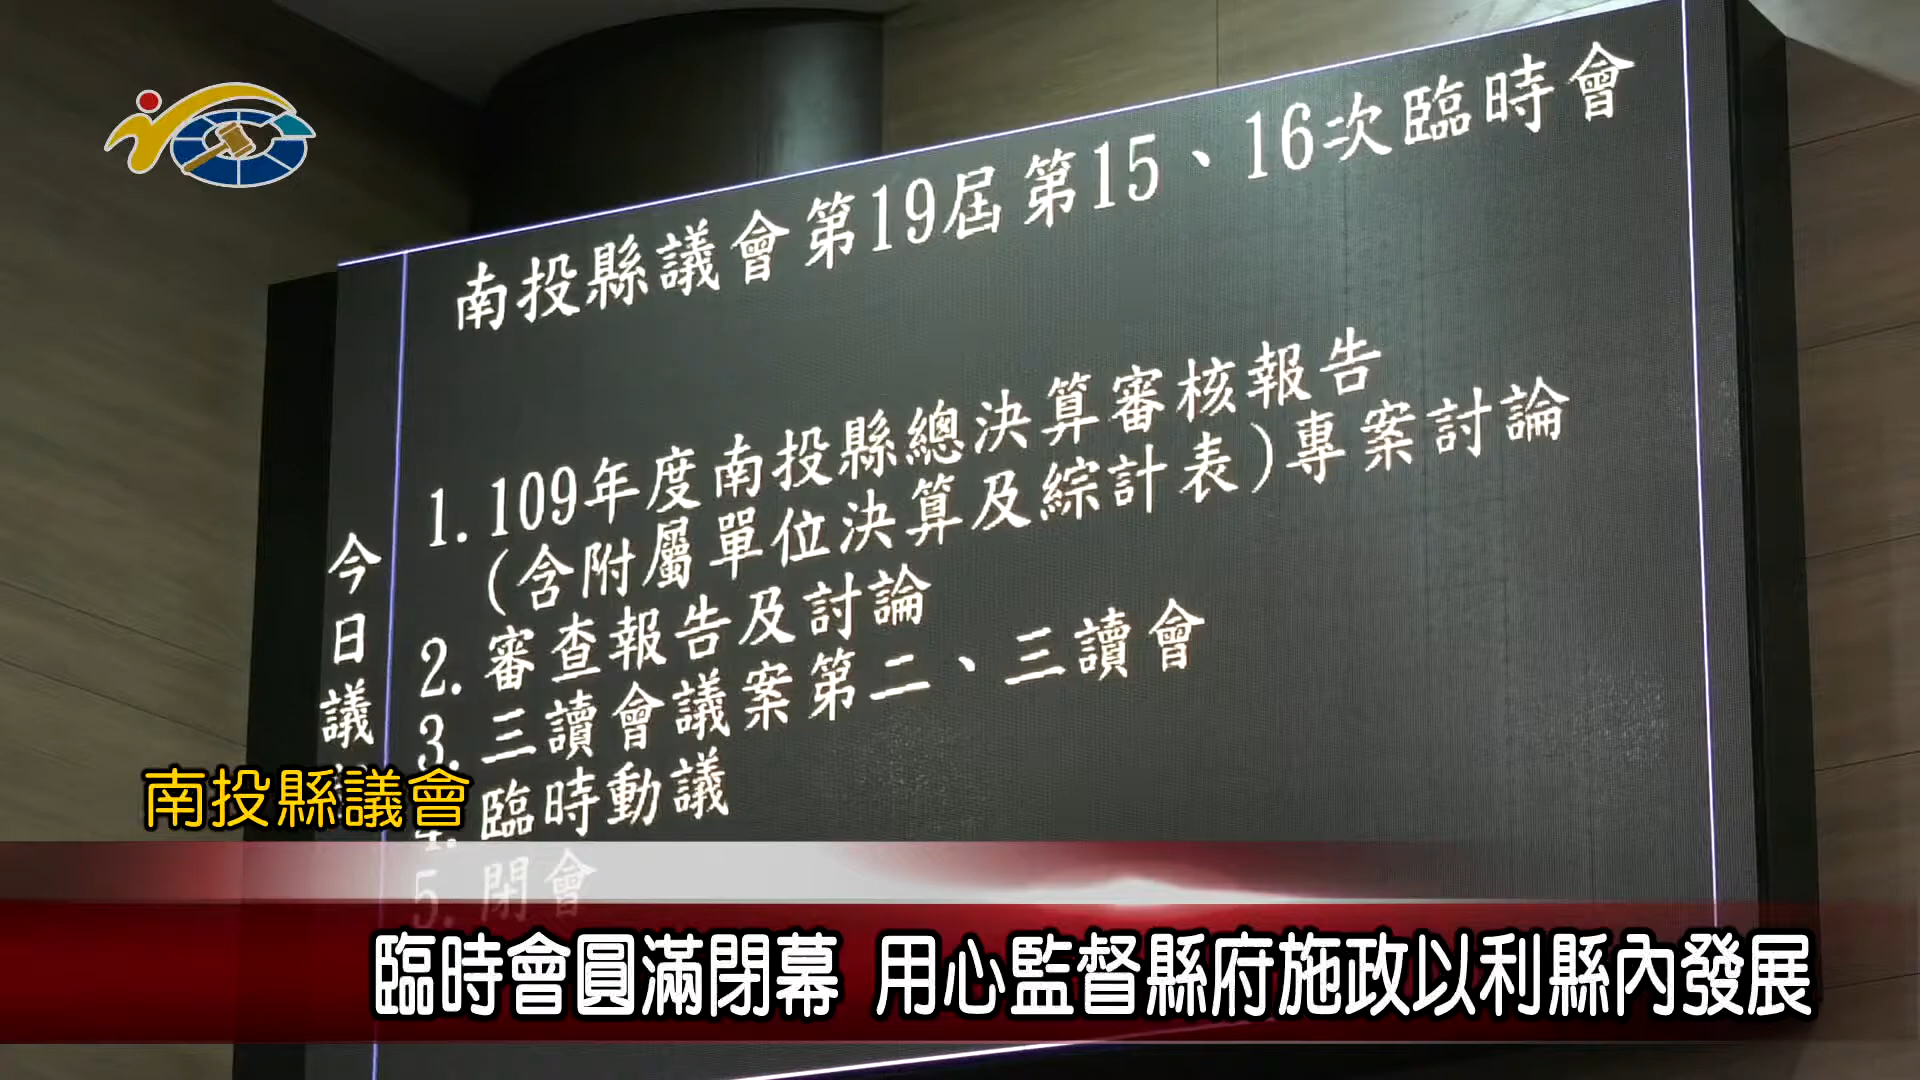 南投縣議會第19屆第15、16次臨時會
1.109年度南投縣總決算審核報告
(含附屬單位決算及綜計表)專案討論
2.審查報告及討論
3.三讀會議案第二、三讀會
4.臨時動議
5.閉會
今日議
南投縣議會
臨時會圓滿閉幕 用心監督縣府施政以利縣內發展